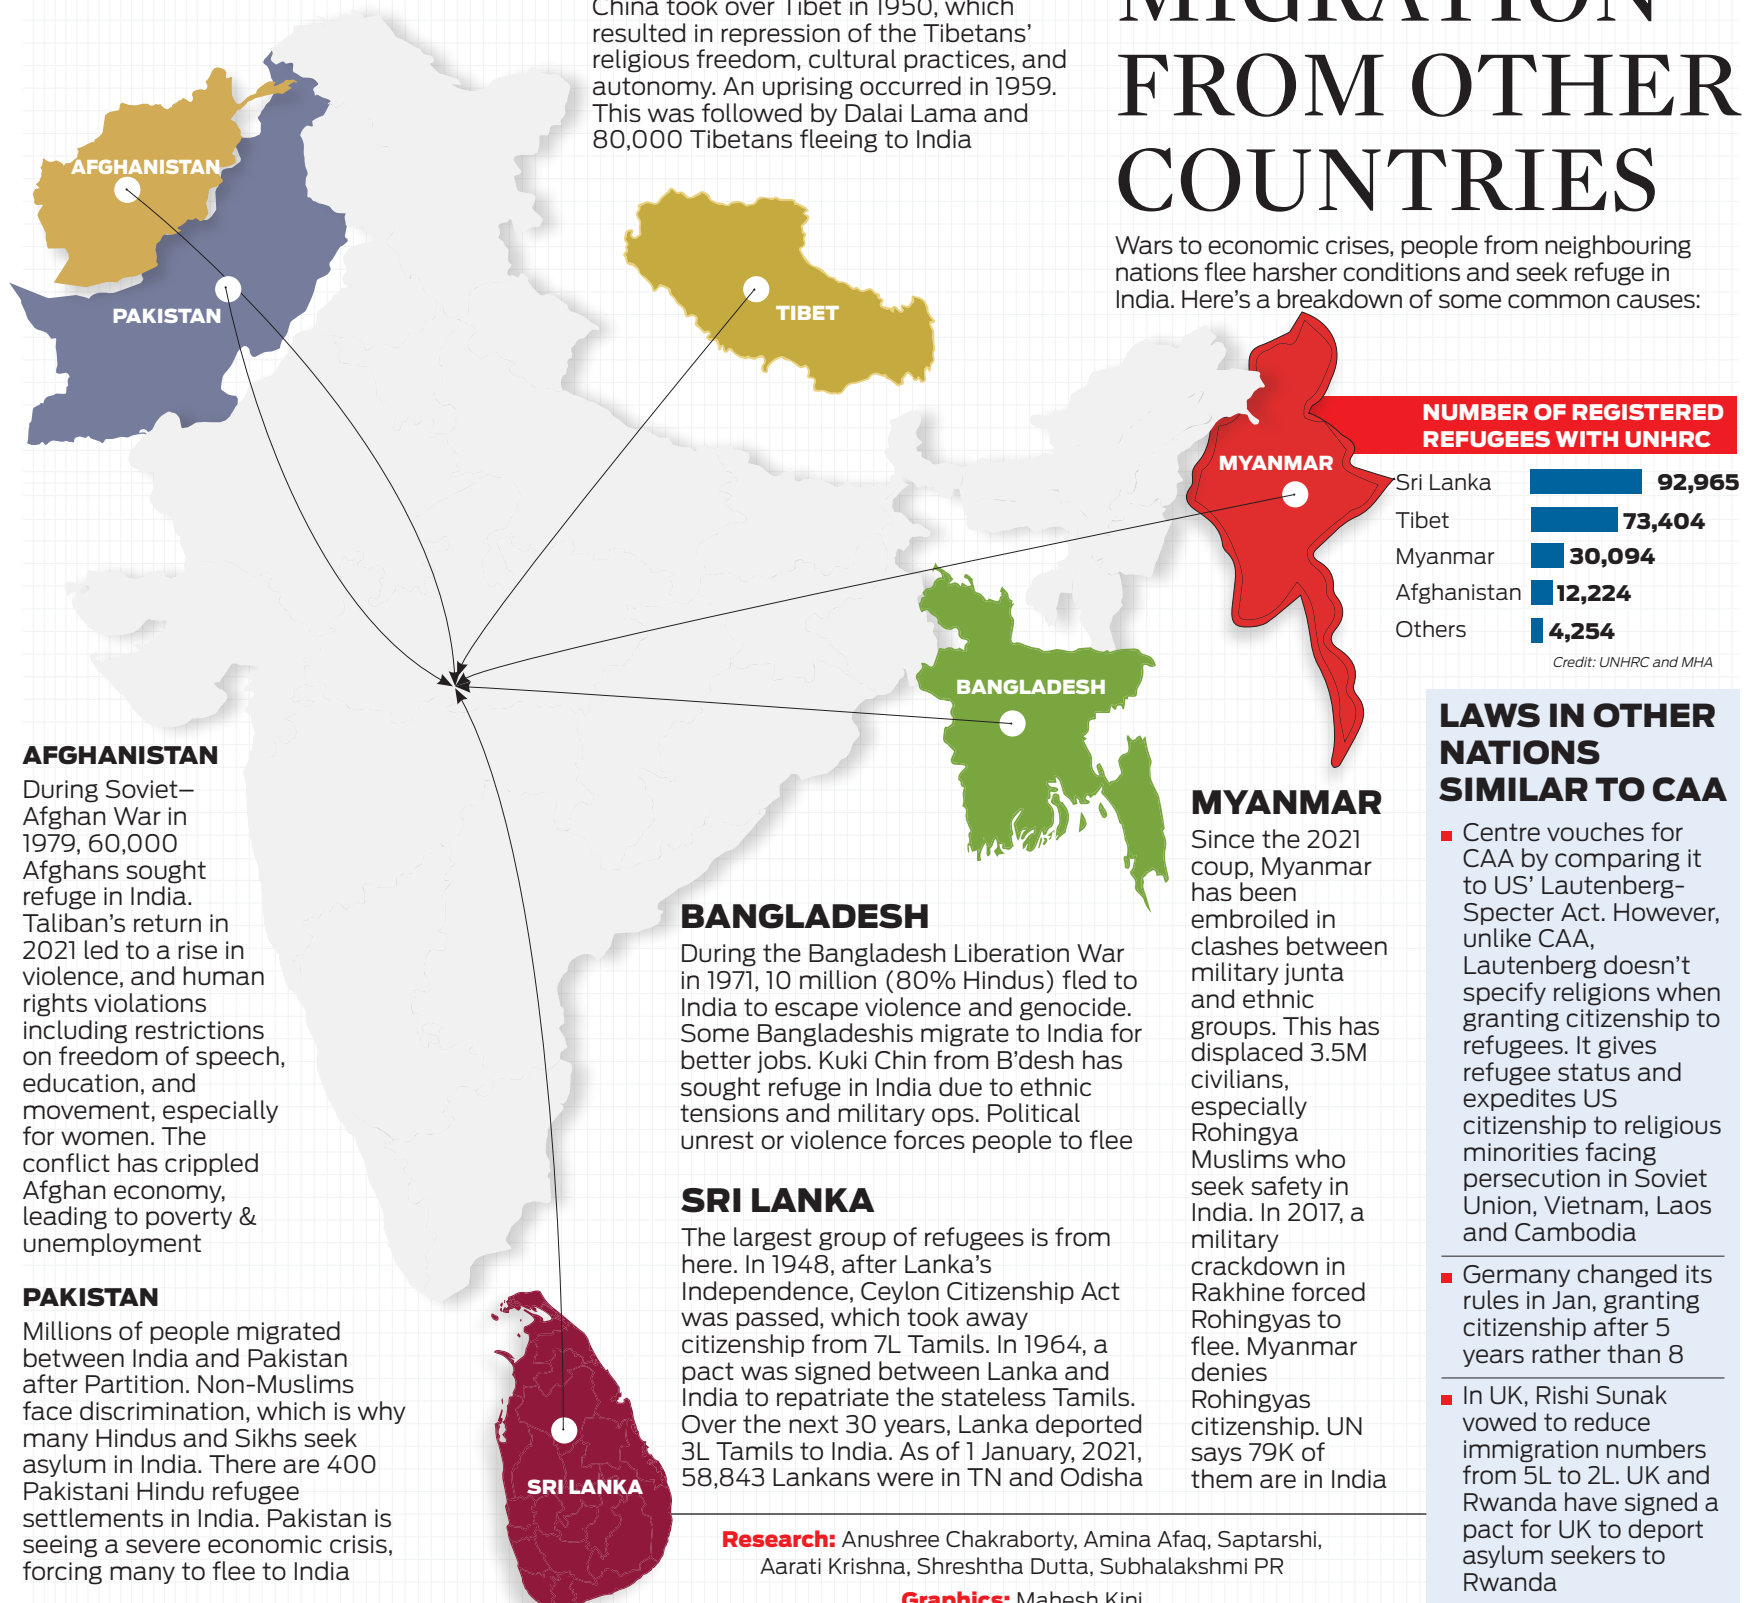 China took over Tibet in 1950, which
resulted in repression of the Tibetans'
religious freedom, cultural practices, and
autonomy. An uprising occurred in 1959.
This was followed by Dalai Lama and
80,000 Tibetans fleeing to India
MIGRATION
FROM OTHER
COUNTRIES
Wars to economic crises, people from neighbouring
nations flee harsher conditions and seek refuge in
India. Here's a breakdown of some common causes:
AFGHANISTAN
PAKISTAN
TIBET
MYANMAR
BANGLADESH
SRI LANKA
NUMBER OF REGISTERED
REFUGEES WITH UNHRC
Sri Lanka 92,965
Tibet 73,404
Myanmar 30,094
Afghanistan 12,224
Others 4,254
Credit: UNHRC and MHA
AFGHANISTAN
During Soviet–
Afghan War in
1979, 60,000
Afghans sought
refuge in India.
Taliban's return in
2021 led to a rise in
violence, and human
rights violations
including restrictions
on freedom of speech,
education, and
movement, especially
for women. The
conflict has crippled
Afghan economy,
leading to poverty &
unemployment
PAKISTAN
Millions of people migrated
between India and Pakistan
after Partition. Non-Muslims
face discrimination, which is why
many Hindus and Sikhs seek
asylum in India. There are 400
Pakistani Hindu refugee
settlements in India. Pakistan is
seeing a severe economic crisis,
forcing many to flee to India
BANGLADESH
During the Bangladesh Liberation War
in 1971, 10 million (80% Hindus) fled to
India to escape violence and genocide.
Some Bangladeshis migrate to India for
better jobs. Kuki Chin from B'desh has
sought refuge in India due to ethnic
tensions and military ops. Political
unrest or violence forces people to flee
SRI LANKA
The largest group of refugees is from
here. In 1948, after Lanka's
Independence, Ceylon Citizenship Act
was passed, which took away
citizenship from 7L Tamils. In 1964, a
pact was signed between Lanka and
India to repatriate the stateless Tamils.
Over the next 30 years, Lanka deported
3L Tamils to India. As of 1 January, 2021,
58,843 Lankans were in TN and Odisha
MYANMAR
Since the 2021
coup, Myanmar
has been
embroiled in
clashes between
military junta
and ethnic
groups. This has
displaced 3.5M
civilians,
especially
Rohingya
Muslims who
seek safety in
India. In 2017, a
military
crackdown in
Rakhine forced
Rohingyas to
flee. Myanmar
denies
Rohingyas
citizenship. UN
says 79K of
them are in India
LAWS IN OTHER
NATIONS
SIMILAR TO CAA
Centre vouches for
CAA by comparing it
to US' Lautenberg-
Specter Act. However,
unlike CAA,
Lautenberg doesn't
specify religions when
granting citizenship to
refugees. It gives
refugee status and
expedites US
citizenship to religious
minorities facing
persecution in Soviet
Union, Vietnam, Laos
and Cambodia
Germany changed its
rules in Jan, granting
citizenship after 5
years rather than 8
In UK, Rishi Sunak
vowed to reduce
immigration numbers
from 5L to 2L. UK and
Rwanda have signed a
pact for UK to deport
asylum seekers to
Rwanda
Research: Anushree Chakraborty, Amina Afaq, Saptarshi,
Aarati Krishna, Shreshtha Dutta, Subhalakshmi PR
Graphics: Mahesh Kini